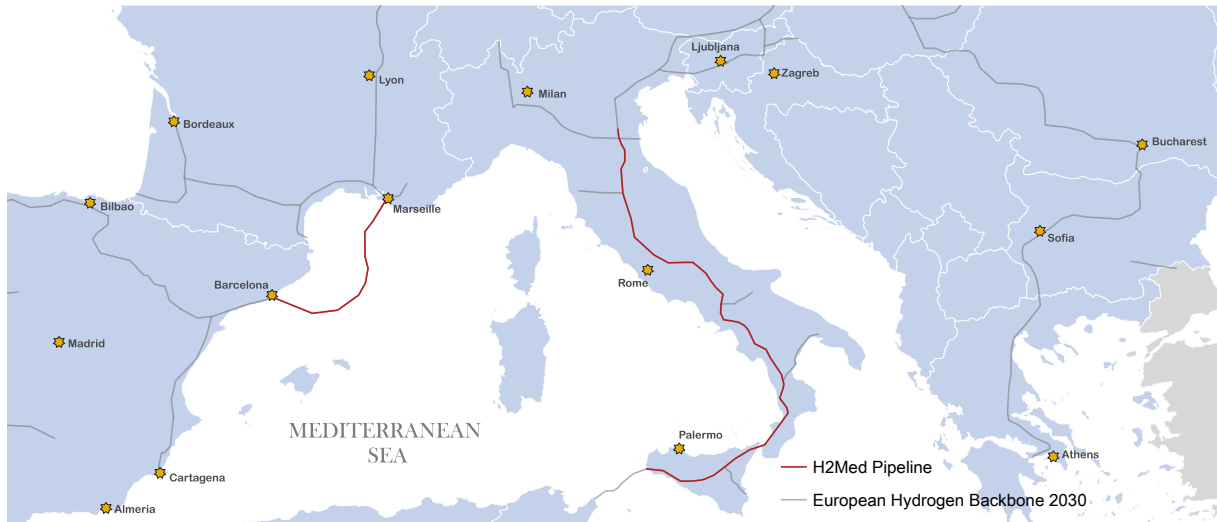 Ljubljana
Zagreb
Lyon
Milan
Bordeaux
Bucharest
Bilbao
Marseille
Sofia
Rome
Barcelona
Madrid
MEDITERRANEAN
SEA
Palermo
Athens
Cartagena
Almeria
H2Med Pipeline
European Hydrogen Backbone 2030